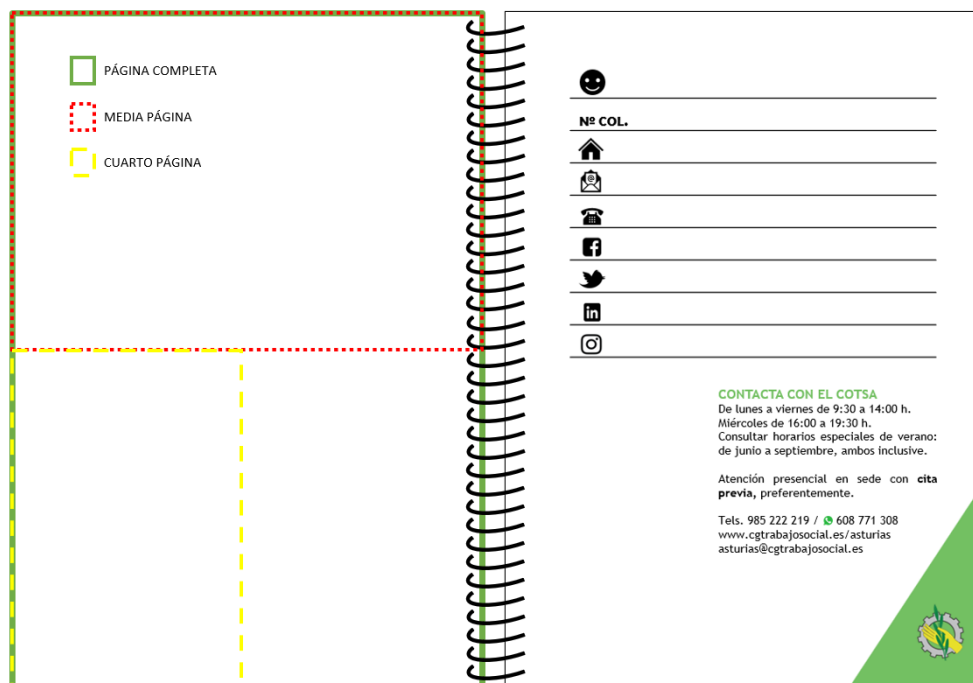 PÁGINA COMPLETA
MEDIA PÁGINA
CUARTO PÁGINA
Nº COL.
CONTACTA CON EL COTSA
De lunes a viernes de 9:30 a 14:00 h.
Miércoles de 16:00 a 19:30 h.
Consultar horarios especiales de verano:
de junio a septiembre, ambos inclusive.
Atención presencial en sede con cita
previa, preferentemente.
Tels. 985 222 219 / 608 771 308
www.cgtrabajosocial.es/asturias
asturias@cgtrabajosocial.es